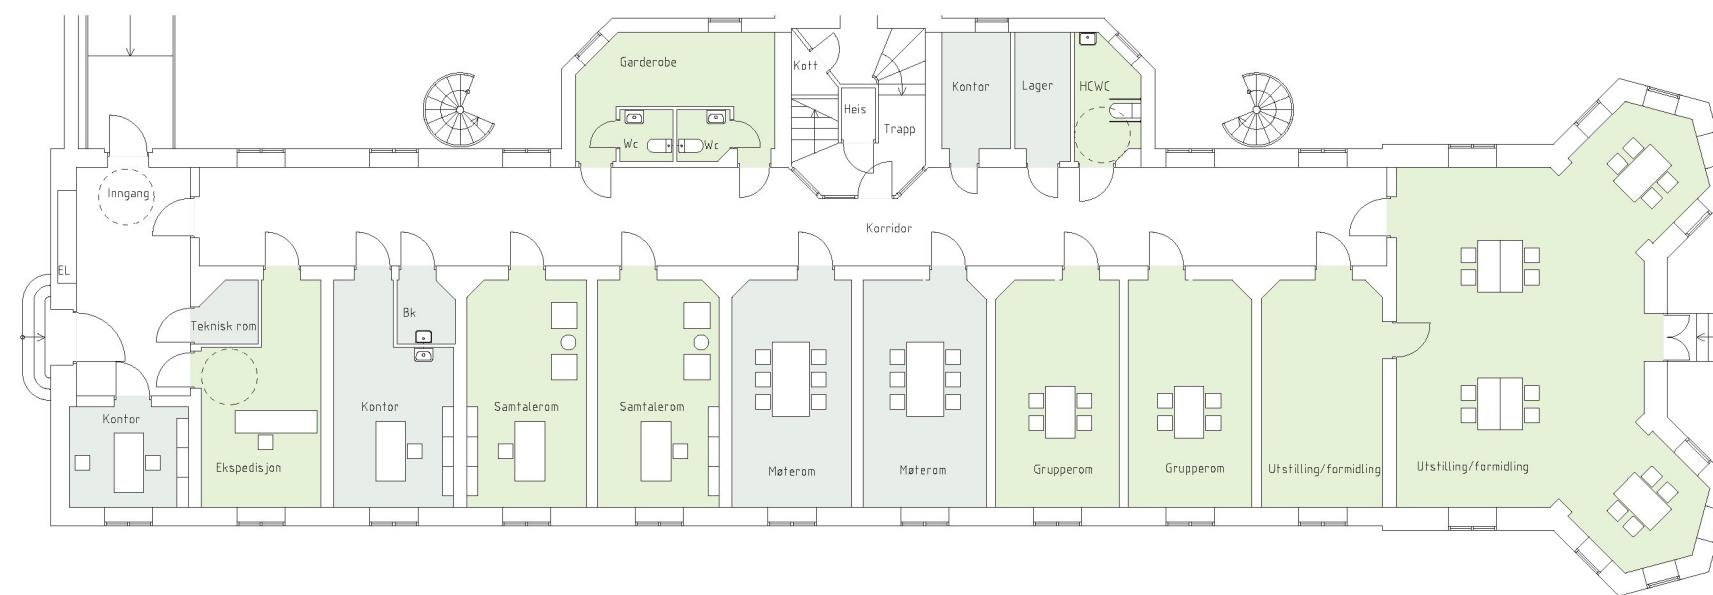 Garderobe
Kott
Heis
Trapp
Kontor
Lager
HCWC
Wc
Wc
Inngang
Korridor
EL
Teknisk rom
Bk
Kontor
Ekspedisjon
Kontor
Samtalerom
Samtalerom
Møterom
Møterom
Grupperom
Grupperom
Utstilling/formidling
Utstilling/formidling